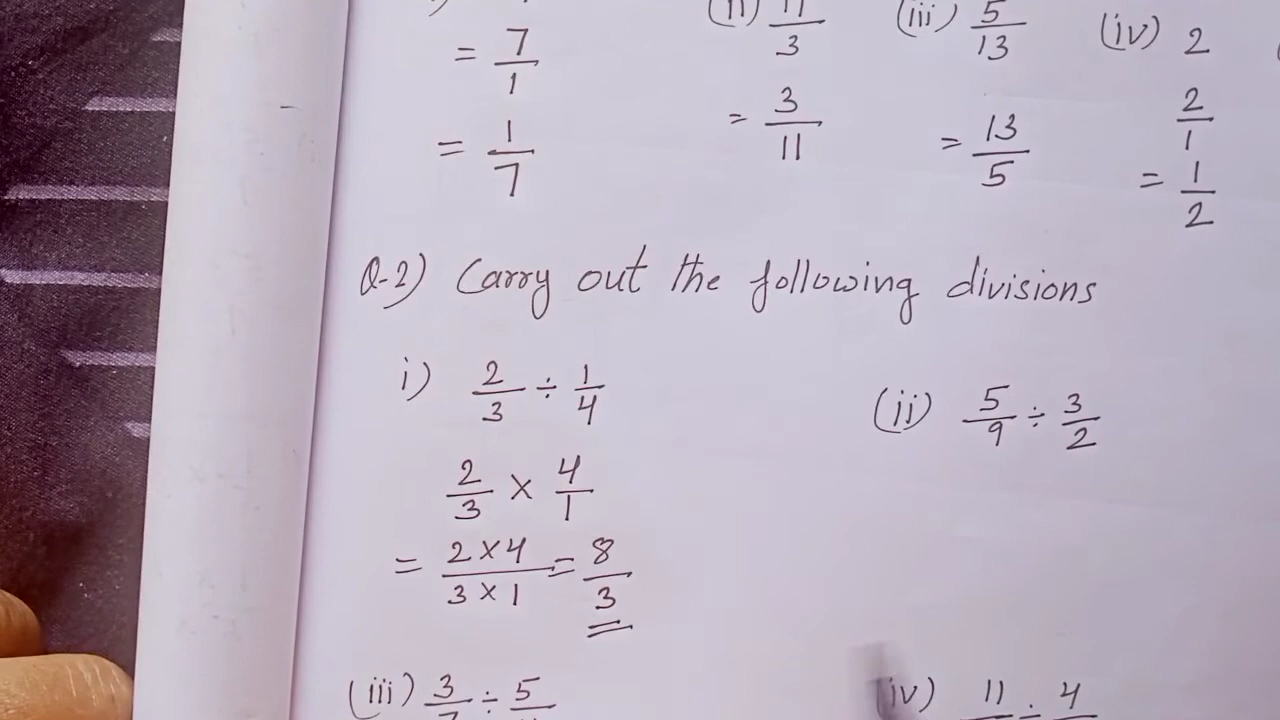 (ii) 11/3 (iii) 5/13 (iv) 2
= 7/1 2/1
= 1/7 = 3/11 = 13/5 = 1/2
Q-2) Carry out the following divisions
i) 2/3 ÷ 1/4 (ii) 5/9 ÷ 3/2
2/3 × 4/1
= 2×4/3×1 = 8/3
(iii) 3/7 ÷ 5/ (iv) 11/ ÷ 4/